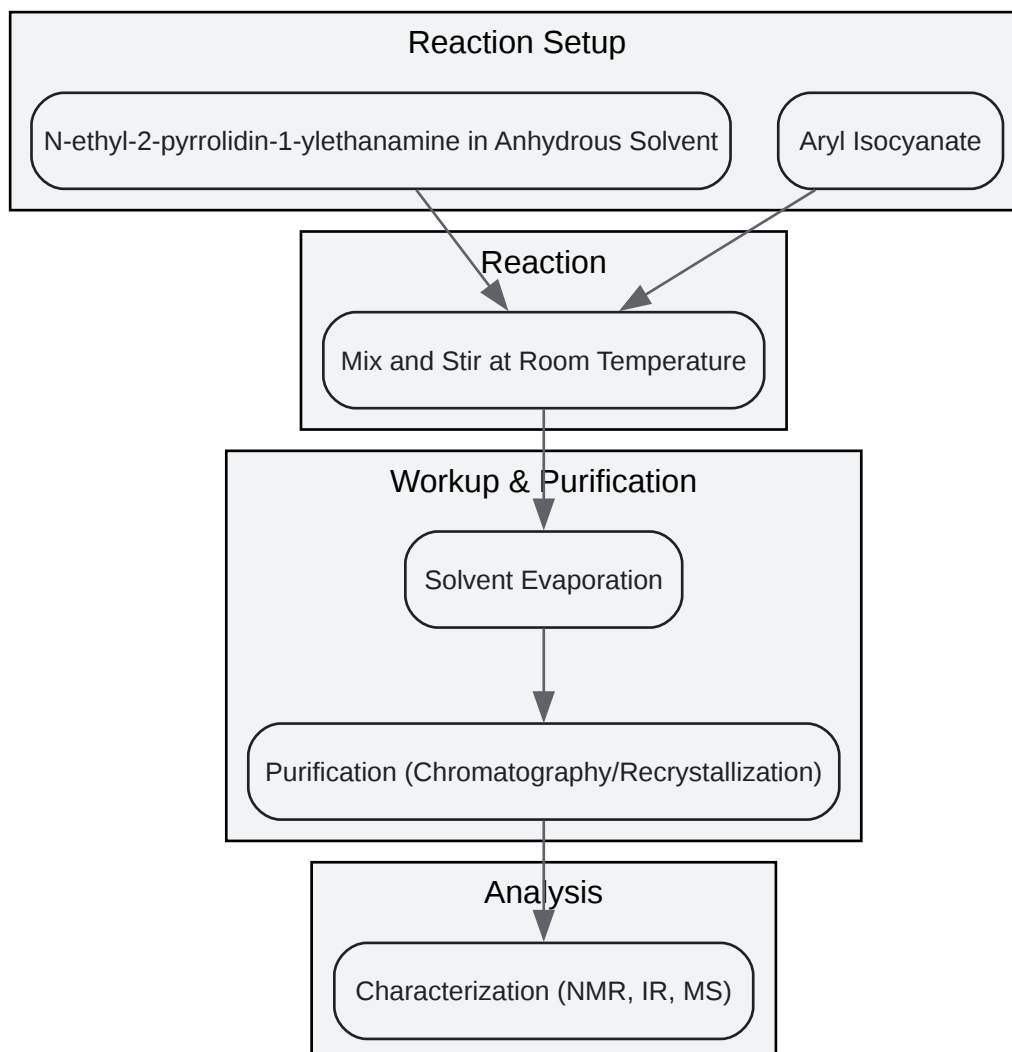 Reaction Setup
N-ethyl-2-pyrrolidin-1-ylethanamine in Anhydrous Solvent
Aryl Isocyanate
Reaction
Mix and Stir at Room Temperature
Workup & Purification
Solvent Evaporation
Purification (Chromatography/Recrystallization)
Analysis
Characterization (NMR, IR, MS)